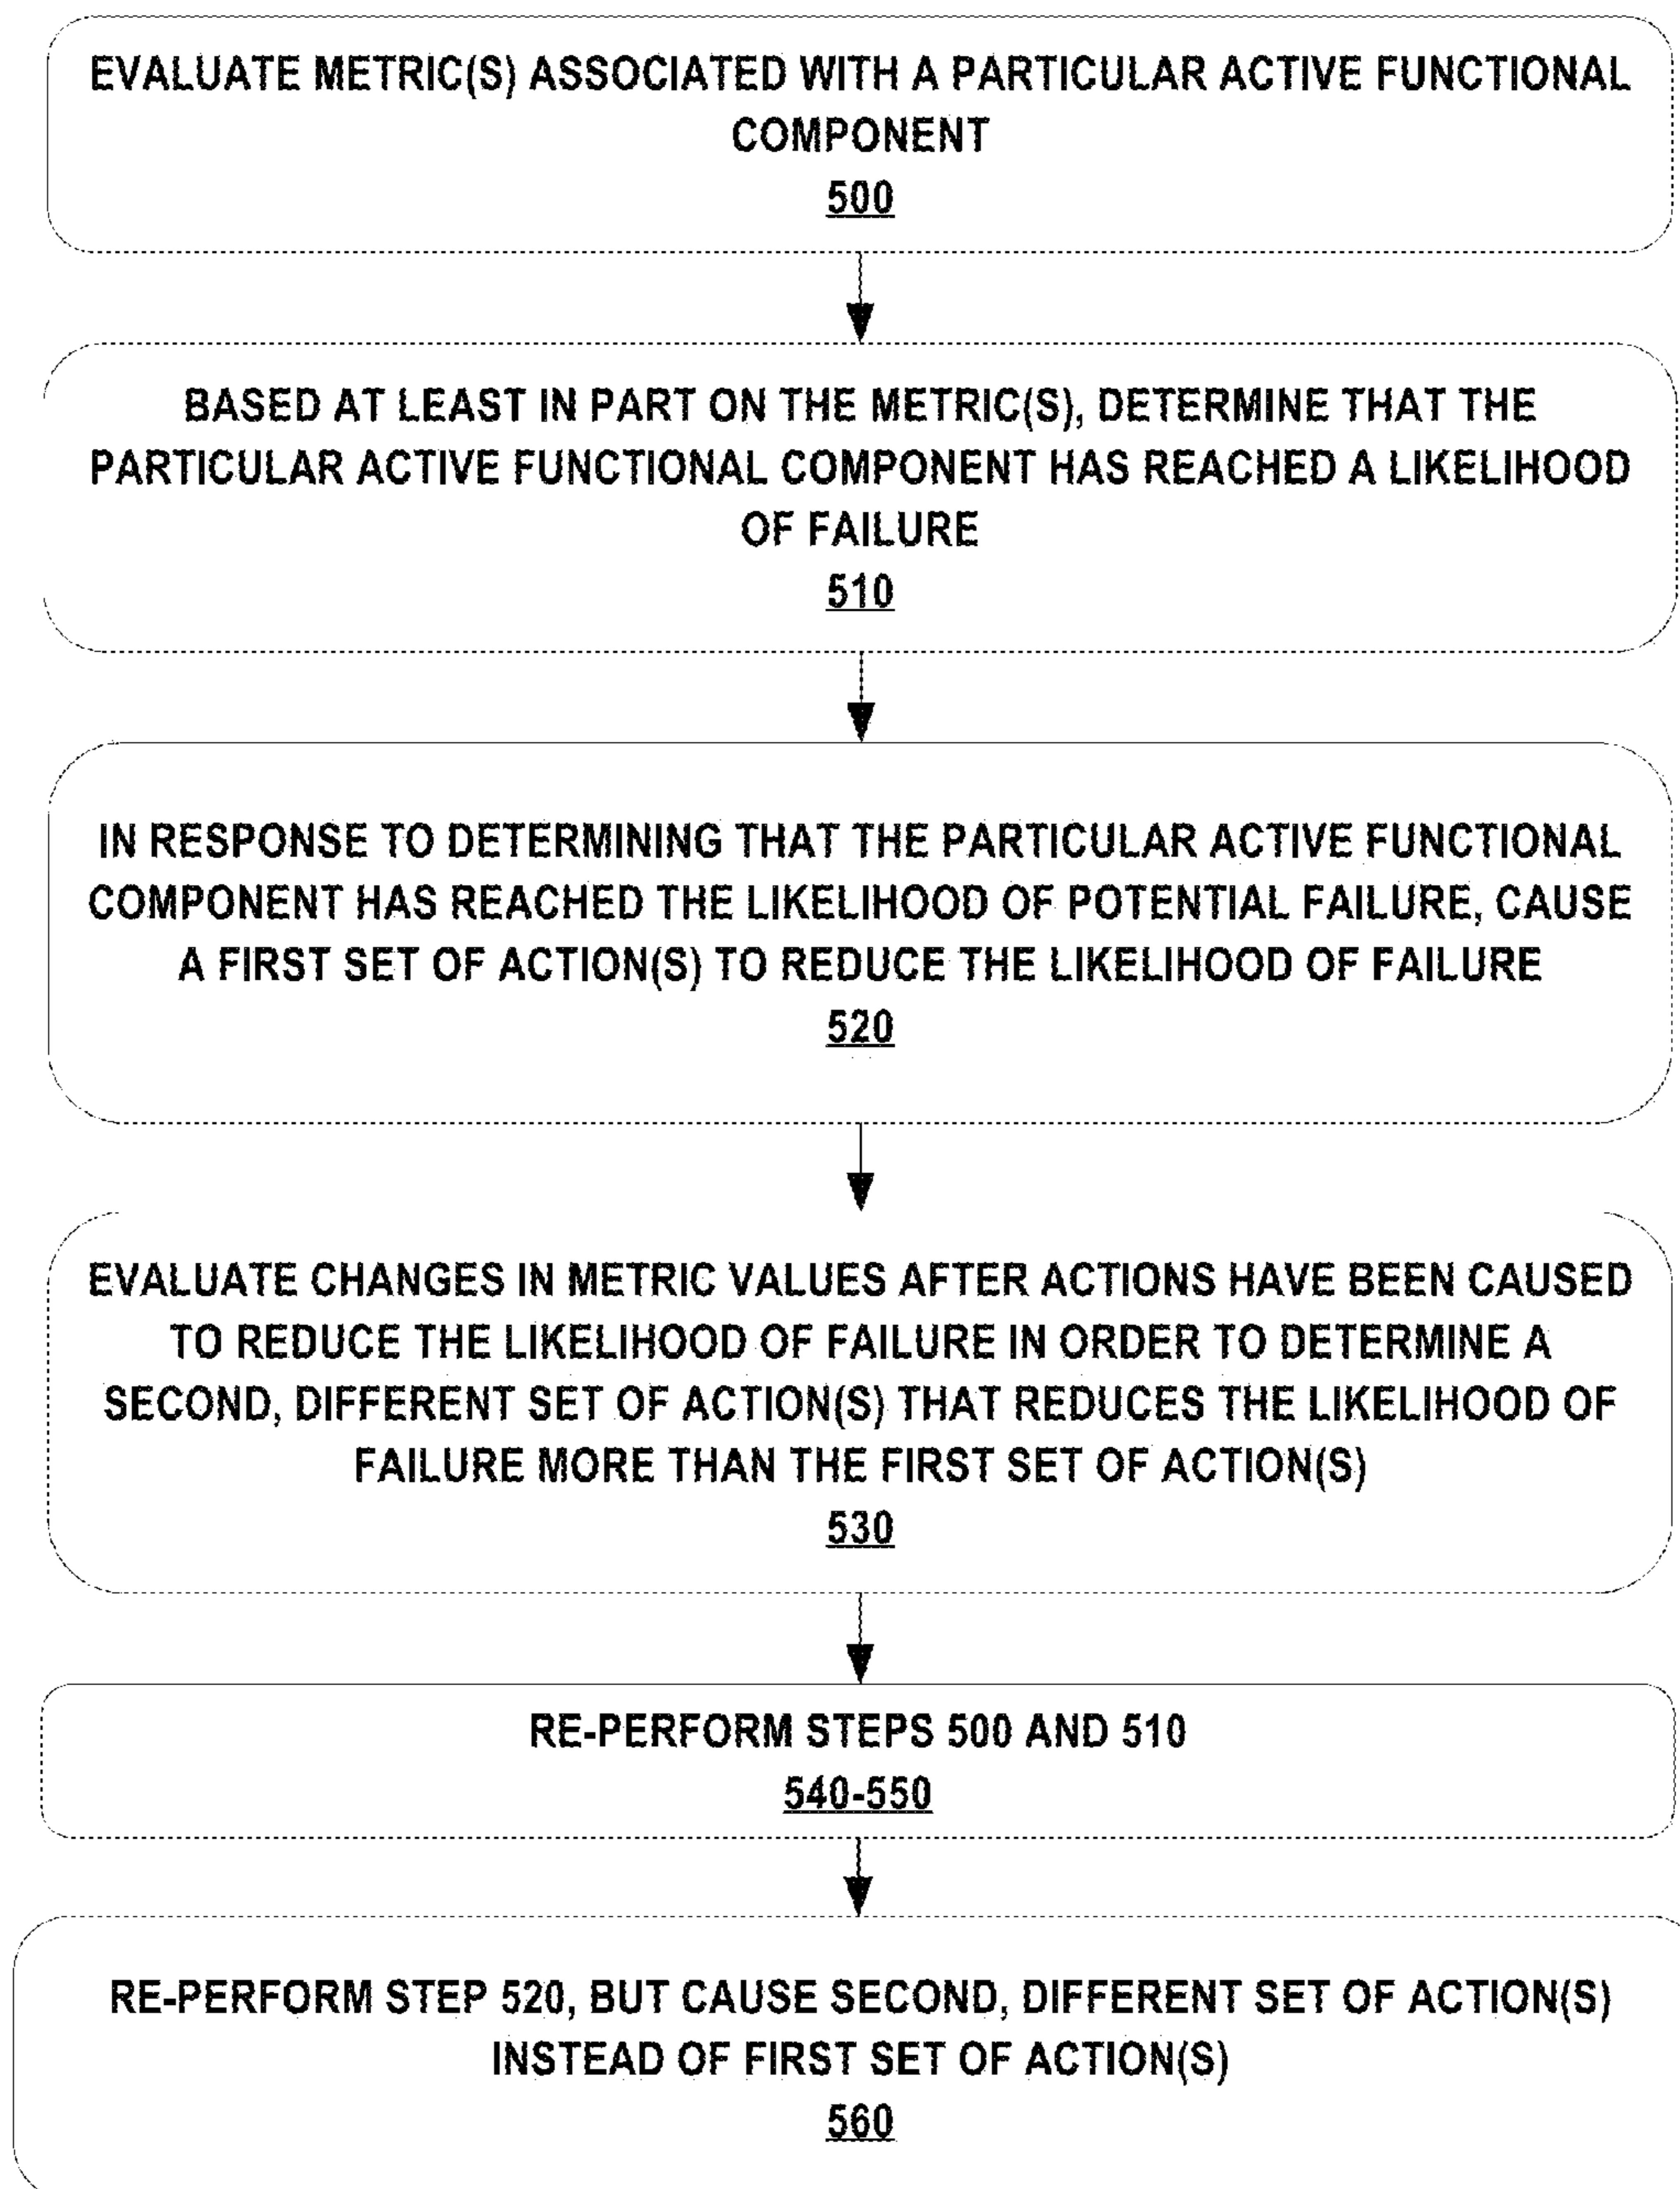 EVALUATE METRIC(S) ASSOCIATED WITH A PARTICULAR ACTIVE FUNCTIONAL
COMPONENT
500
BASED AT LEAST IN PART ON THE METRIC(S), DETERMINE THAT THE
PARTICULAR ACTIVE FUNCTIONAL COMPONENT HAS REACHED A LIKELIHOOD
OF FAILURE
510
IN RESPONSE TO DETERMINING THAT THE PARTICULAR ACTIVE FUNCTIONAL
COMPONENT HAS REACHED THE LIKELIHOOD OF POTENTIAL FAILURE, CAUSE
A FIRST SET OF ACTION(S) TO REDUCE THE LIKELIHOOD OF FAILURE
520
EVALUATE CHANGES IN METRIC VALUES AFTER ACTIONS HAVE BEEN CAUSED
TO REDUCE THE LIKELIHOOD OF FAILURE IN ORDER TO DETERMINE A
SECOND, DIFFERENT SET OF ACTION(S) THAT REDUCES THE LIKELIHOOD OF
FAILURE MORE THAN THE FIRST SET OF ACTION(S)
530
RE-PERFORM STEPS 500 AND 510
540-550
RE-PERFORM STEP 520, BUT CAUSE SECOND, DIFFERENT SET OF ACTION(S)
INSTEAD OF FIRST SET OF ACTION(S)
560